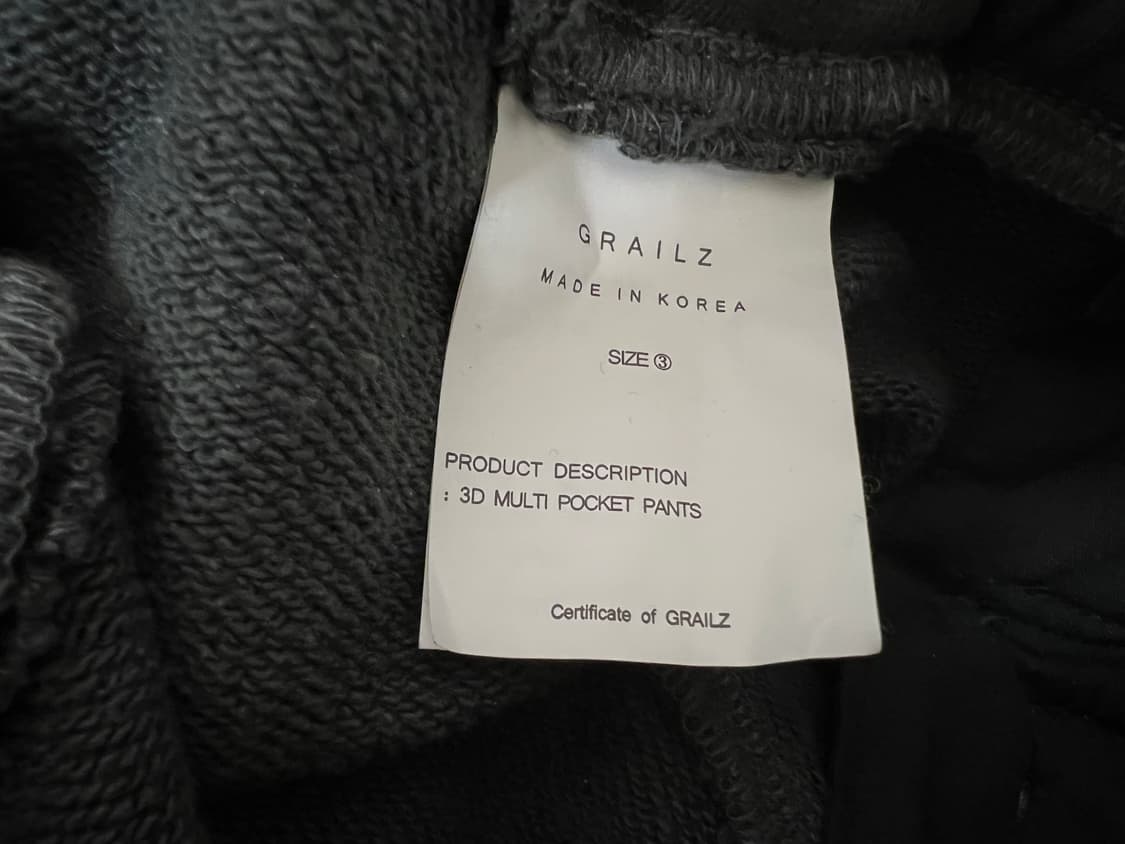 GRAILZ
MADE IN KOREA
SIZE ③
PRODUCT DESCRIPTION
: 3D MULTI POCKET PANTS
Certificate of GRAILZ